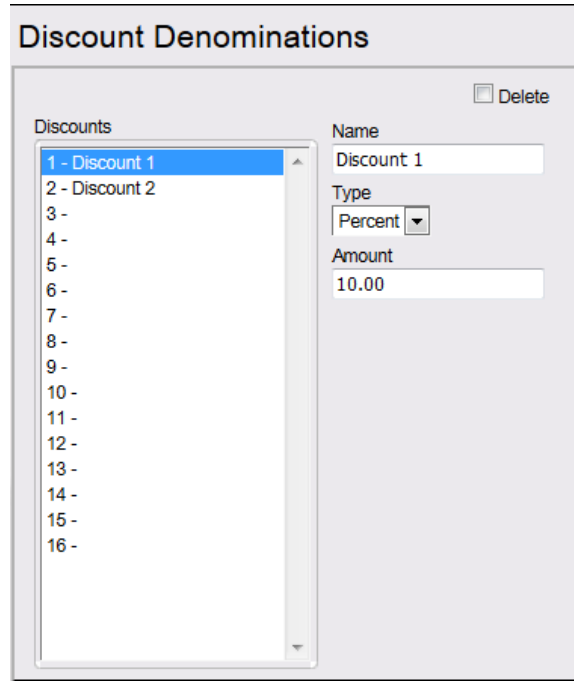 Discount Denominations
Delete
Discounts
1 - Discount 1
2 - Discount 2
3 -
4 -
5 -
6 -
7 -
8 -
9 -
10 -
11 -
12 -
13 -
14 -
15 -
16 -
Name
Discount 1
Type
Percent
Amount
10.00